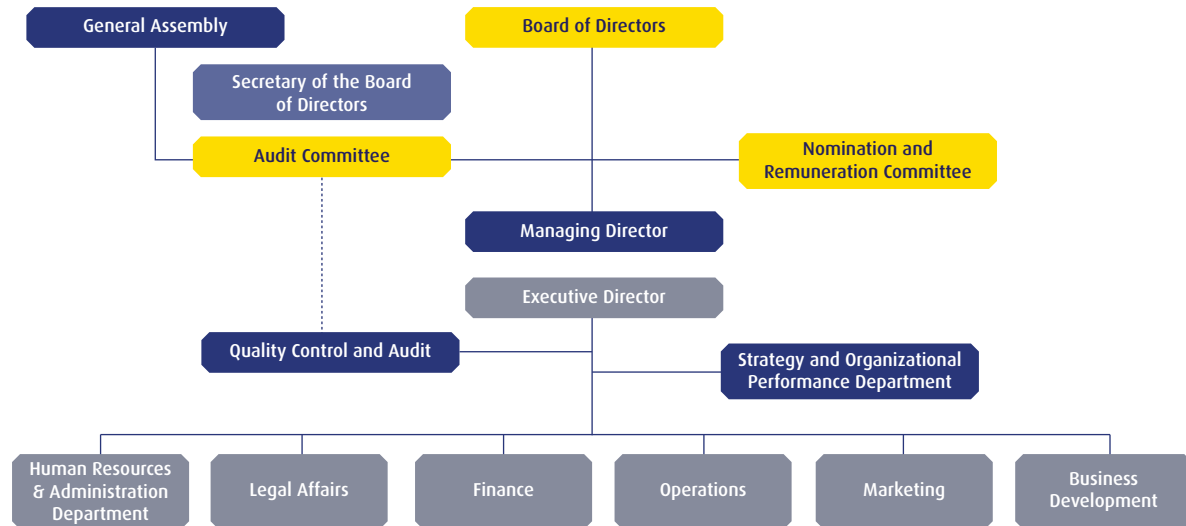 General Assembly
Board of Directors
Secretary of the Board
of Directors
Audit Committee
Nomination and
Remuneration Committee
Managing Director
Executive Director
Quality Control and Audit
Strategy and Organizational
Performance Department
Human Resources
& Administration
Department
Legal Affairs
Finance
Operations
Marketing
Business
Development